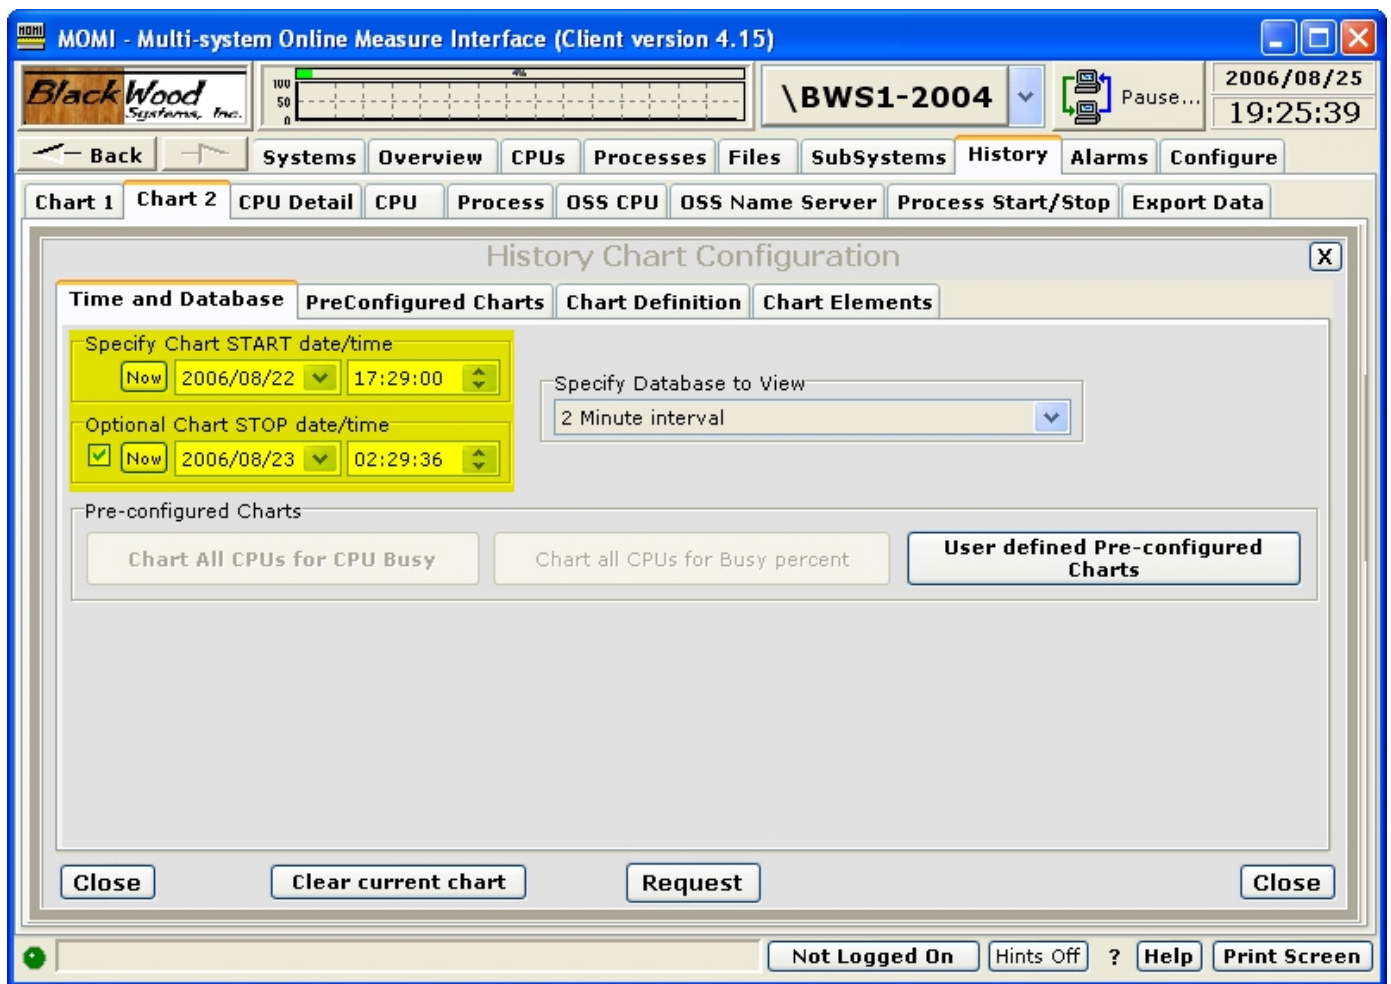 MOMI
MOMI - Multi-system Online Measure Interface (Client version 4.15)
BlackWood
Systems, Inc.
100
50
0
4%
\BWS1-2004
Pause...
2006/08/25
19:25:39
Back
Systems Overview CPUs Processes Files SubSystems History Alarms Configure
Chart 1 Chart 2 CPU Detail CPU Process OSS CPU OSS Name Server Process Start/Stop Export Data
History Chart Configuration
X
Time and Database PreConfigured Charts Chart Definition Chart Elements
Specify Chart START date/time
Now 2006/08/22 17:29:00
Specify Database to View
2 Minute interval
Optional Chart STOP date/time
Now 2006/08/23 02:29:36
Pre-configured Charts
Chart All CPUs for CPU Busy
Chart all CPUs for Busy percent
User defined Pre-configured
Charts
Close Clear current chart Request Close
Not Logged On Hints Off ? Help Print Screen